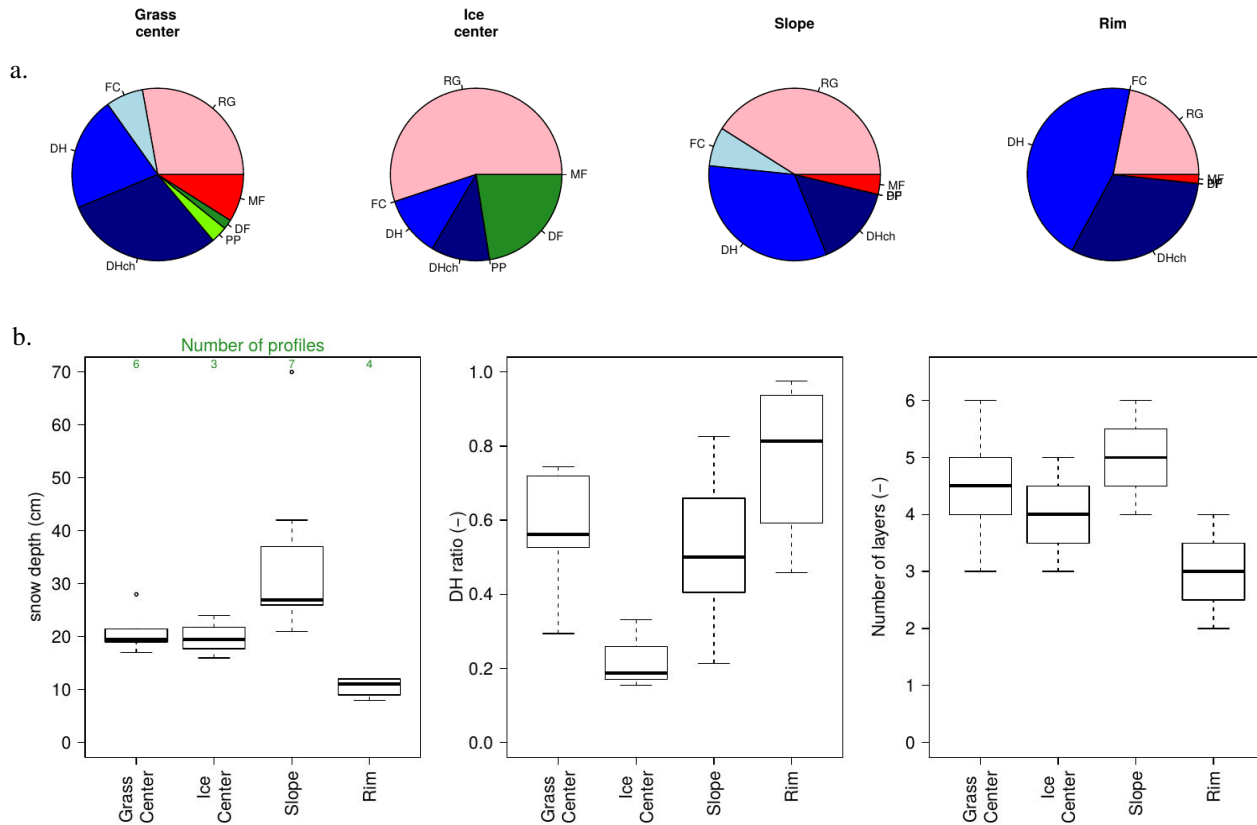 Grass
center
Ice
center
Slope
Rim
a.
FC
RG
DH
DHch
PP
DF
MF
RG
FC
DH
DHch
PP
DF
MF
RG
FC
DH
DHch
DP
MF
FC
RG
DH
DHch
DP
MF
b.
Number of profiles
6
3
7
4
snow depth (cm)
70
60
50
40
30
20
10
0
Grass
Center
Ice
Center
Slope
Rim
DH ratio (−)
1.0
0.8
0.6
0.4
0.2
0.0
Grass
Center
Ice
Center
Slope
Rim
Number of layers (−)
6
5
4
3
2
1
0
Grass
Center
Ice
Center
Slope
Rim